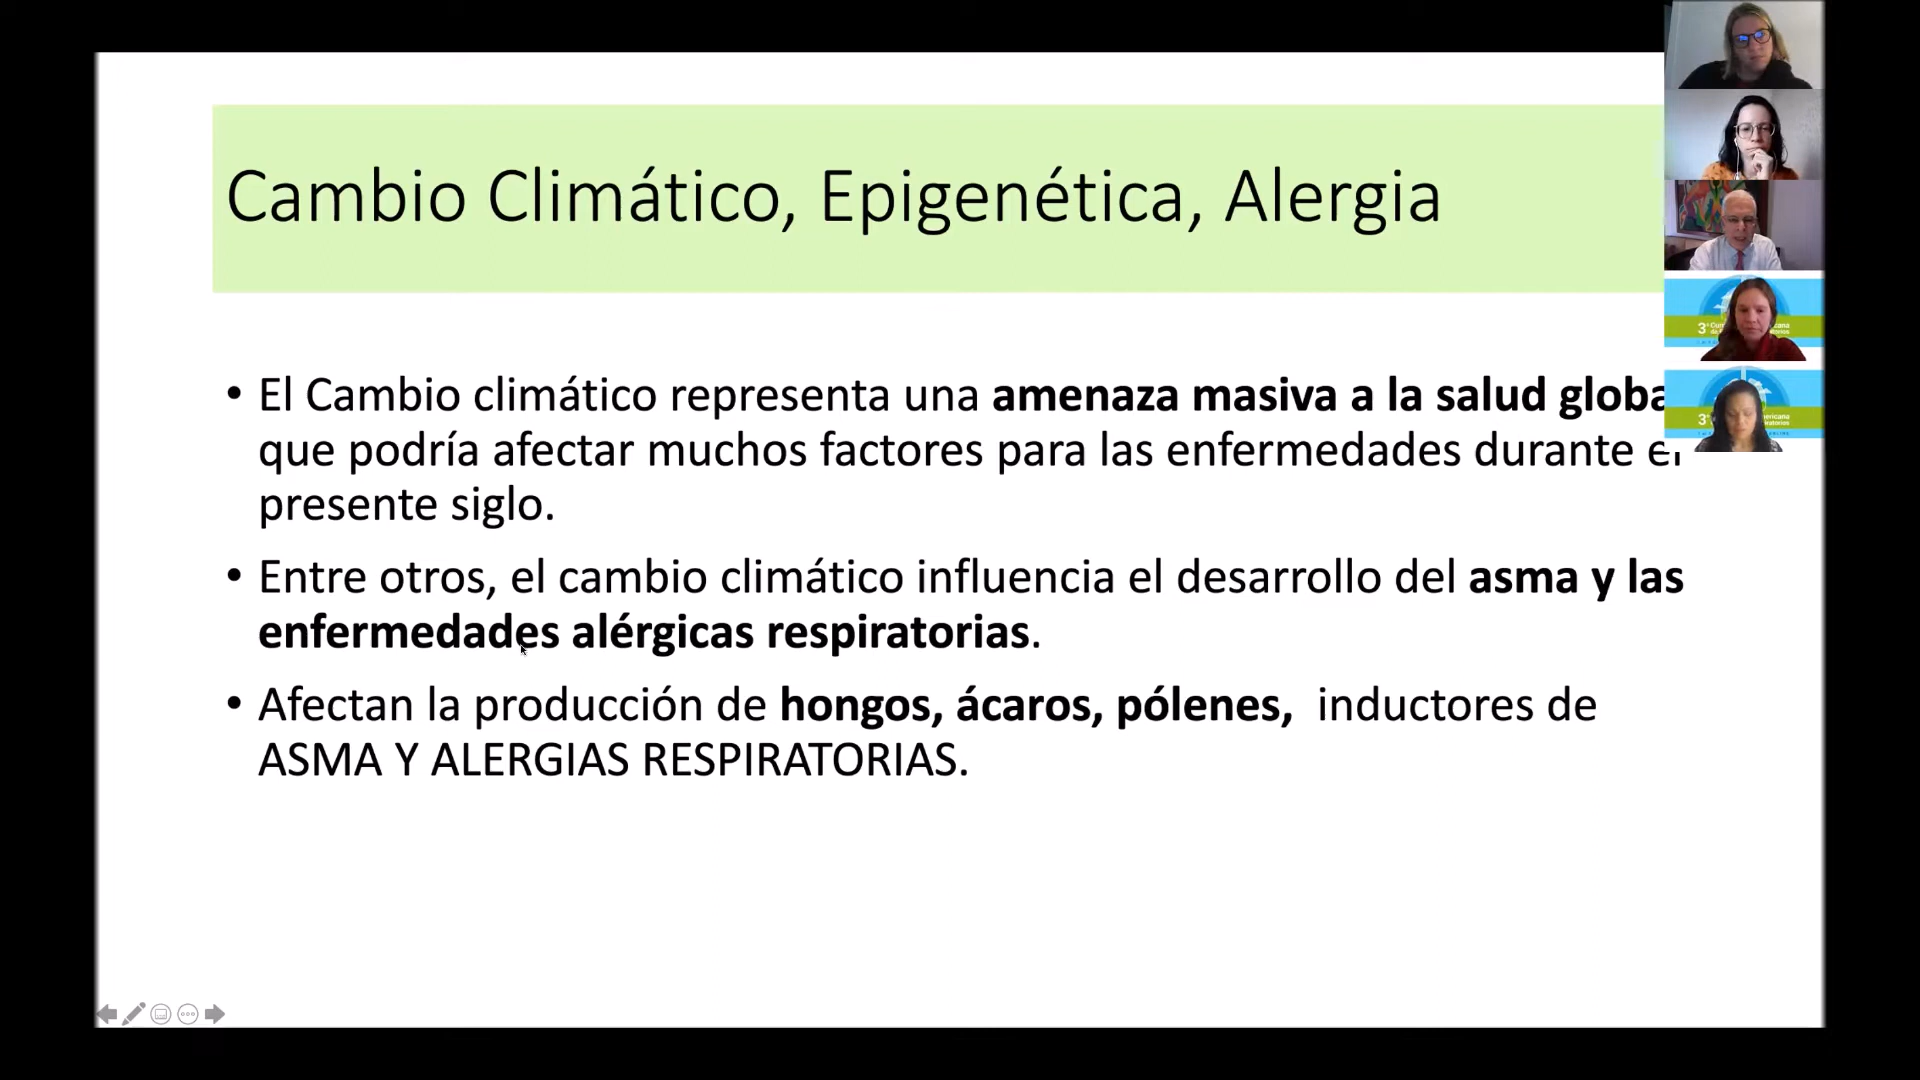 Cambio Climático, Epigenética, Alergia
• El Cambio climático representa una amenaza masiva a la salud globa
que podría afectar muchos factores para las enfermedades durante el
presente siglo.
• Entre otros, el cambio climático influencia el desarrollo del asma y las
enfermedades alérgicas respiratorias.
• Afectan la producción de hongos, ácaros, pólenes, inductores de
ASMA Y ALERGIAS RESPIRATORIAS.